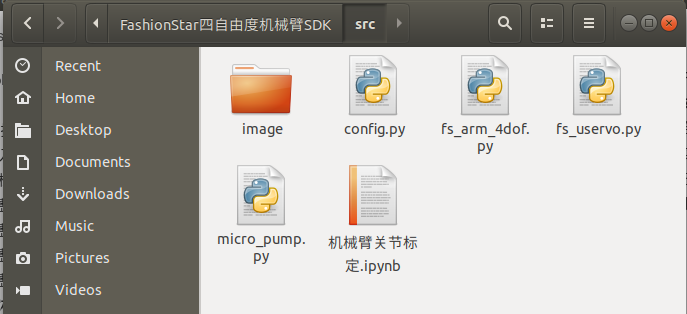 FashionStar四自由度机械臂SDK
src
Recent
Home
Desktop
Documents
Downloads
Music
Pictures
Videos
image
config.py
fs_arm_4dof.
py
fs_uservo.py
micro_pump.
py
机械臂关节标
定.ipynb